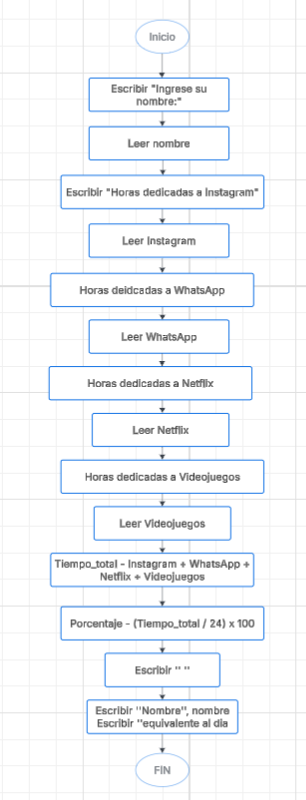 Inicio
Escribir "Ingrese su
nombre:"
Leer nombre
Escribir "Horas dedicadas a Instagram"
Leer Instagram
Horas deidcadas a WhatsApp
Leer WhatsApp
Horas dedicadas a Netflix
Leer Netflix
Horas dedicadas a Videojuegos
Leer Videojuegos
Tiempo_total - Instagram + WhatsApp +
Netflix + Videojuegos
Porcentaje - (Tiempo_total / 24) x 100
Escribir " "
Escribir "Nombre", nombre
Escribir "equivalente al dia
FIN